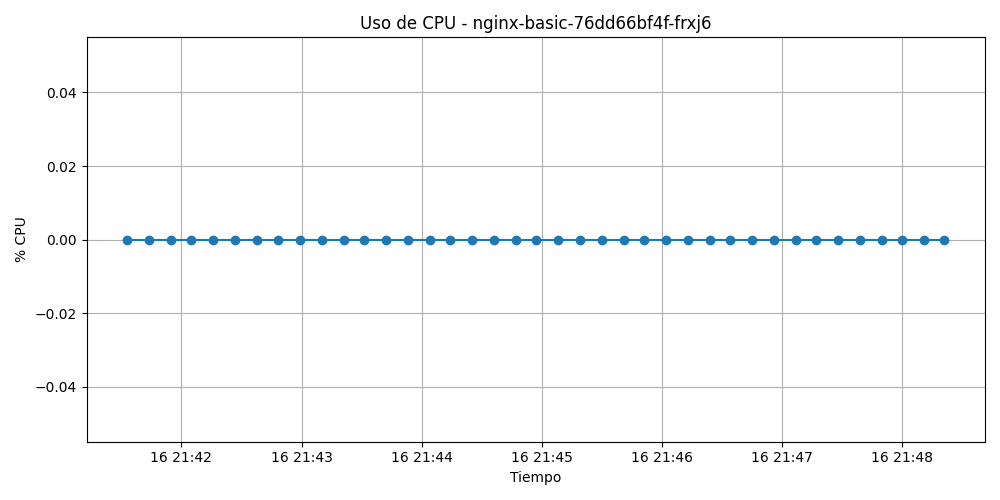 Uso de CPU - nginx-basic-76dd66bf4f-frxj6
% CPU
0.04
0.02
0.00
−0.02
−0.04
16 21:42 16 21:43 16 21:44 16 21:45 16 21:46 16 21:47 16 21:48
Tiempo